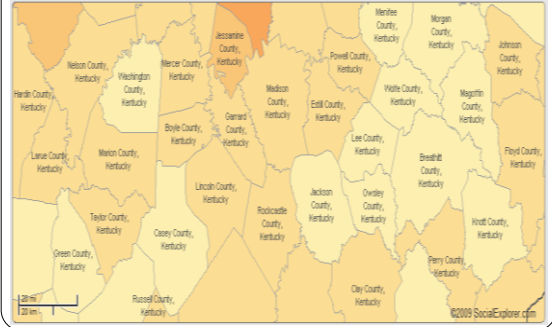 Menifee
County,
Kentucky
Morgan
County,
Kentucky
Johnson
County,
Kentucky
Jessamine
County,
Kentucky
Powell County,
Kentucky
Nelson County,
Kentucky
Mercer County,
Kentucky
Washington
County,
Kentucky
Hardin County,
Kentucky
Madison
County,
Kentucky
Wolfe County,
Kentucky
Magoffin
County,
Kentucky
Estill County,
Kentucky
Garrard
County,
Kentucky
Boyle County,
Kentucky
Lee County,
Kentucky
Larue County,
Kentucky
Marion County,
Kentucky
Breathitt
County,
Kentucky
Floyd County,
Kentucky
Lincoln County,
Kentucky
Jackson
County,
Kentucky
Owsley
County,
Kentucky
Rockcastle
County,
Kentucky
Taylor County,
Kentucky
Casey County,
Kentucky
Knott County,
Kentucky
Green County,
Kentucky
Perry County,
Kentucky
Clay County,
Kentucky
Russell County,
Kentucky
20 mi
20 km
©2009 SocialExplorer.com